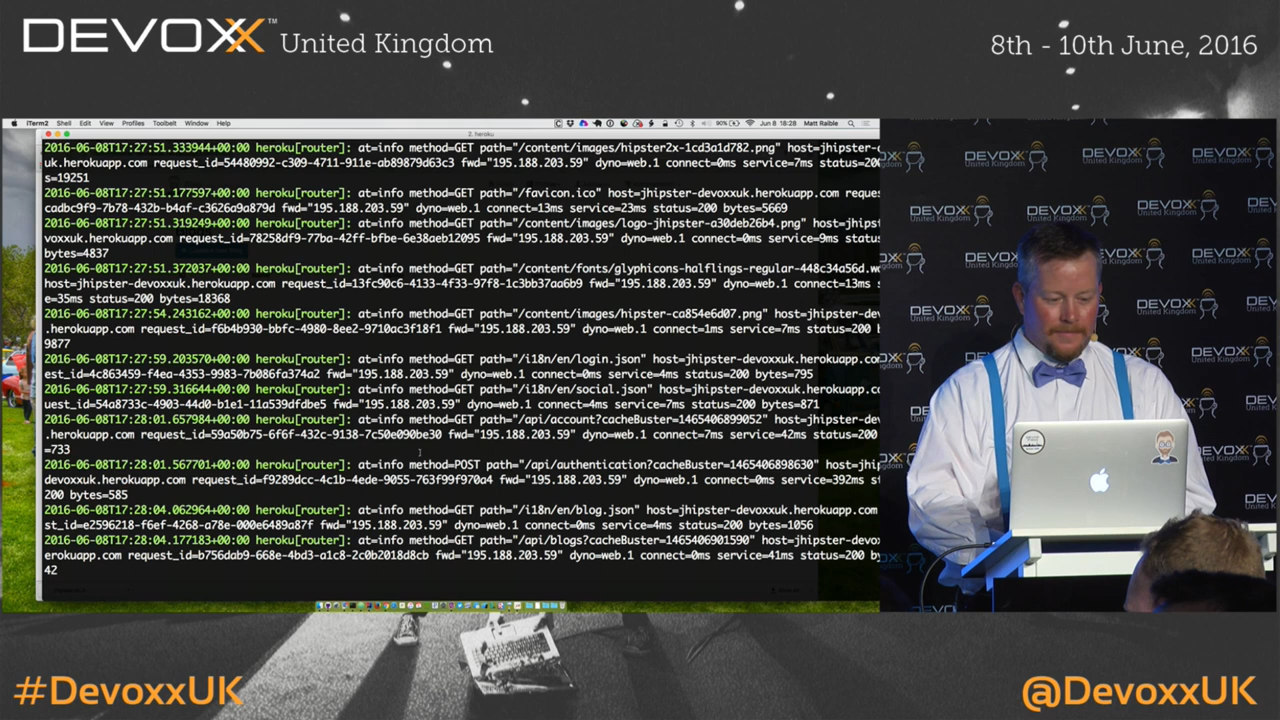 DEVOXX™ United Kingdom
8th - 10th June, 2016
iTerm2 Shell Edit View Profiles Toolbelt Window Help
90% Jun 8 18:28 Matt Raible
2. heroku
2016-06-08T17:27:51.333944+00:00 heroku[router]: at=info method=GET path="/content/images/hipster2x-1cd3a1d782.png" host=jhipster-d
uk.herokuapp.com request_id=54480992-c309-4711-911e-ab89879d63c3 fwd="195.188.203.59" dyno=web.1 connect=0ms service=7ms status=200
s=19251
2016-06-08T17:27:51.177597+00:00 heroku[router]: at=info method=GET path="/favicon.ico" host=jhipster-devoxxuk.herokuapp.com reques
cadbc9f9-7b78-432b-b4af-c3626a9a879d fwd="195.188.203.59" dyno=web.1 connect=13ms service=23ms status=200 bytes=5669
2016-06-08T17:27:51.319249+00:00 heroku[router]: at=info method=GET path="/content/images/logo-jhipster-a30deb26b4.png" host=jhipst
voxxuk.herokuapp.com request_id=78258df9-77ba-42ff-bfbe-6e38aeb12095 fwd="195.188.203.59" dyno=web.1 connect=0ms service=9ms status
bytes=4837
2016-06-08T17:27:51.372037+00:00 heroku[router]: at=info method=GET path="/content/fonts/glyphicons-halflings-regular-448c34a56d.wo
host=jhipster-devoxxuk.herokuapp.com request_id=13fc90c6-4133-4f33-97f8-1c3bb37aa6b9 fwd="195.188.203.59" dyno=web.1 connect=13ms s
e=35ms status=200 bytes=18368
2016-06-08T17:27:54.243162+00:00 heroku[router]: at=info method=GET path="/content/images/hipster-ca854e6d07.png" host=jhipster-dev
.herokuapp.com request_id=f6b4b930-bbfc-4980-8ee2-9710ac3f18f1 fwd="195.188.203.59" dyno=web.1 connect=1ms service=7ms status=200 b
9877
2016-06-08T17:27:59.203570+00:00 heroku[router]: at=info method=GET path="/i18n/en/login.json" host=jhipster-devoxxuk.herokuapp.com
est_id=4c863459-f4ea-4353-9983-7b086fa374a2 fwd="195.188.203.59" dyno=web.1 connect=0ms service=4ms status=200 bytes=795
2016-06-08T17:27:59.316644+00:00 heroku[router]: at=info method=GET path="/i18n/en/social.json" host=jhipster-devoxxuk.herokuapp.co
uest_id=54a8733c-4903-44d0-b1e1-11a539dfdbe5 fwd="195.188.203.59" dyno=web.1 connect=4ms service=7ms status=200 bytes=871
2016-06-08T17:28:01.657984+00:00 heroku[router]: at=info method=GET path="/api/account?cacheBuster=1465406899052" host=jhipster-dev
.herokuapp.com request_id=59a50b75-6f6f-432c-9138-7c50e090be30 fwd="195.188.203.59" dyno=web.1 connect=7ms service=42ms status=200
=733
2016-06-08T17:28:01.567701+00:00 heroku[router]: at=info method=POST path="/api/authentication?cacheBuster=1465406898630" host=jhip
devoxxuk.herokuapp.com request_id=f9289dcc-4c1b-4ede-9055-763f99f970a4 fwd="195.188.203.59" dyno=web.1 connect=0ms service=392ms st
200 bytes=585
2016-06-08T17:28:04.062964+00:00 heroku[router]: at=info method=GET path="/i18n/en/blog.json" host=jhipster-devoxxuk.herokuapp.com
st_id=e2596218-f6ef-4268-a78e-000e6489a87f fwd="195.188.203.59" dyno=web.1 connect=0ms service=4ms status=200 bytes=1056
2016-06-08T17:28:04.177183+00:00 heroku[router]: at=info method=GET path="/api/blogs?cacheBuster=1465406901590" host=jhipster-devox
erokuapp.com request_id=b756dab9-668e-4bd3-a1c8-2c0b2018d8cb fwd="195.188.203.59" dyno=web.1 connect=0ms service=41ms status=200 by
42
DEVOXX United Kingdom
#DevoxxUK
@DevoxxUK